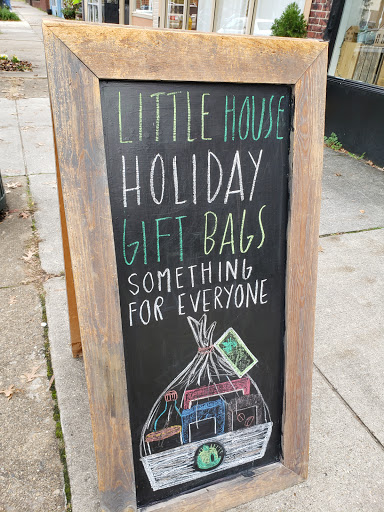 LITTLE HOUSE
HOLIDAY
GIFT BAGS
SOMETHING
FOR EVERYONE